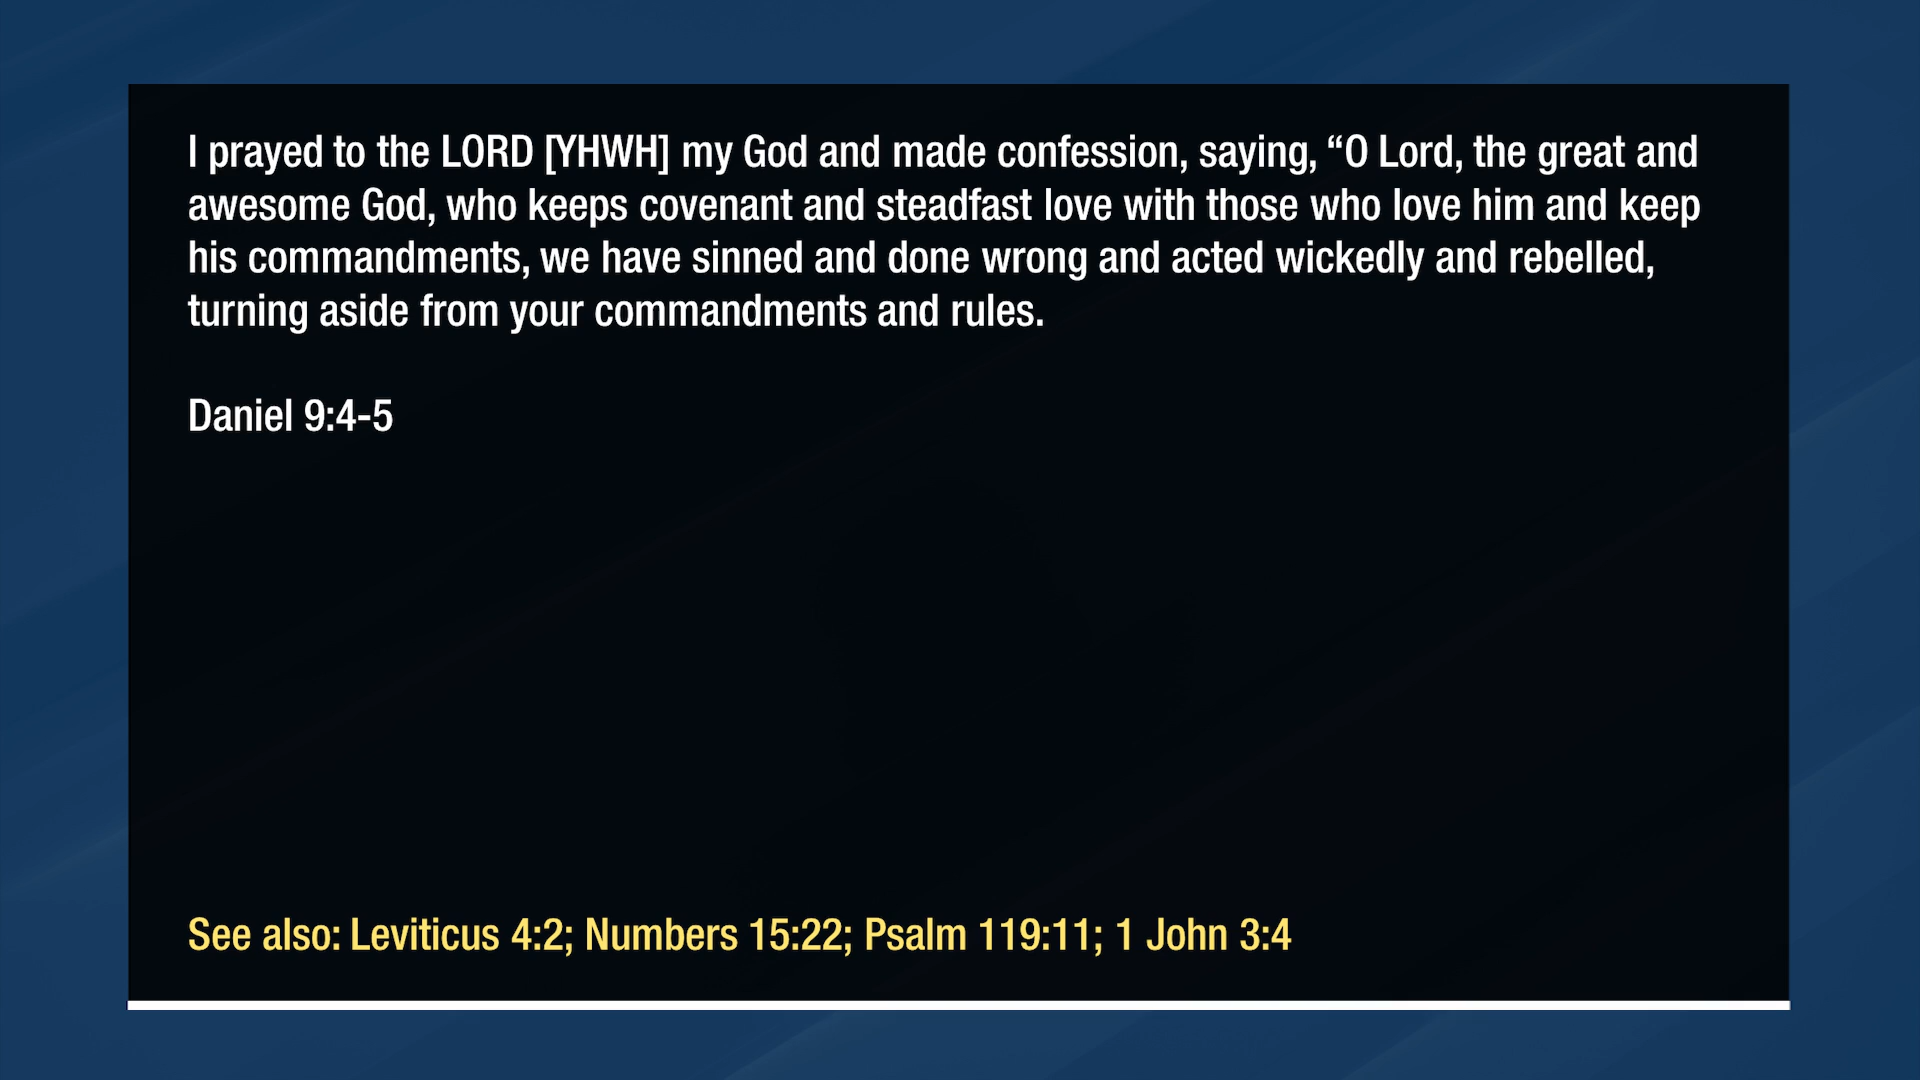 I prayed to the LORD [YHWH] my God and made confession, saying, “O Lord, the great and
awesome God, who keeps covenant and steadfast love with those who love him and keep
his commandments, we have sinned and done wrong and acted wickedly and rebelled,
turning aside from your commandments and rules.
Daniel 9:4-5
See also: Leviticus 4:2; Numbers 15:22; Psalm 119:11; 1 John 3:4